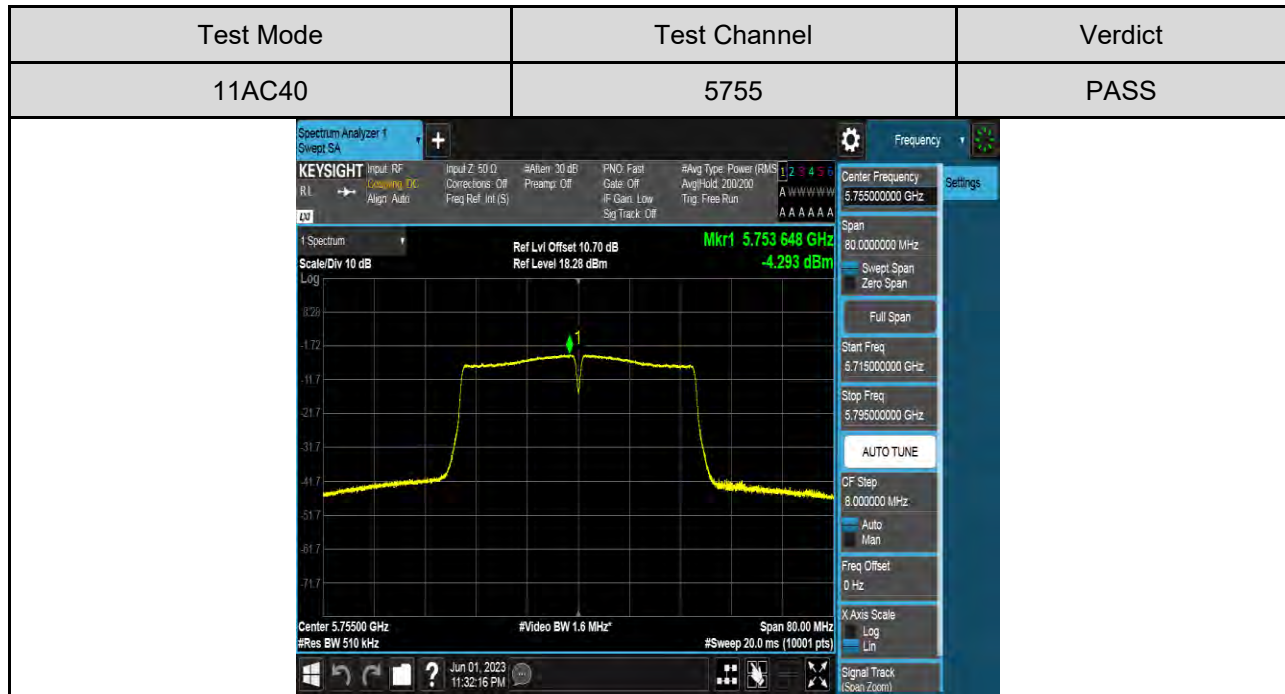 Test Mode
Test Channel
Verdict
11AC40
5755
PASS
Spectrum Analyzer 1
Swept SA
+
Frequency
KEYSIGHT
Input: RF
Coupling: DC
Align: Auto
Input Z: 50 Ω
Corrections: Off
Freq Ref: Int (S)
#Atten: 30 dB
Preamp: Off
PNO: Fast
Gate: Off
IF Gain: Low
Sig Track: Off
#Avg Type: Power (RMS
Avg|Hold: 200/200
Trig: Free Run
1 2 3 4 5 6
A W W W W W
A A A A A A
LXI
1 Spectrum
Scale/Div 10 dB
Ref Lvl Offset 10.70 dB
Ref Level 18.28 dBm
Mkr1 5.753 648 GHz
-4.293 dBm
Log
8.28
-1.72
-11.7
-21.7
-31.7
-41.7
-51.7
-61.7
-71.7
1
Center 5.75500 GHz
#Res BW 510 kHz
#Video BW 1.6 MHz*
Span 80.00 MHz
#Sweep 20.0 ms (10001 pts)
Jun 01, 2023
11:32:16 PM
?
Center Frequency
5.755000000 GHz
Settings
Span
80.0000000 MHz
Swept Span
Zero Span
Full Span
Start Freq
5.715000000 GHz
Stop Freq
5.795000000 GHz
AUTO TUNE
CF Step
8.000000 MHz
Auto
Man
Freq Offset
0 Hz
X Axis Scale
Log
Lin
Signal Track
(Span Zoom)